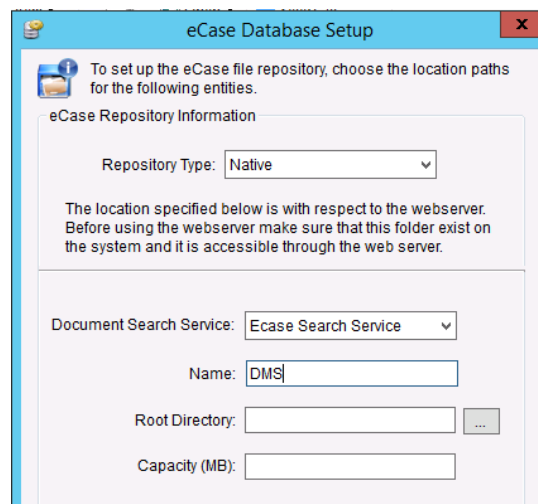 eCase Database Setup
x
To set up the eCase file repository, choose the location paths
for the following entities.
eCase Repository Information
Repository Type: Native
The location specified below is with respect to the webserver.
Before using the webserver make sure that this folder exist on
the system and it is accessible through the web server.
Document Search Service: Ecase Search Service
Name: DMS
Root Directory: ...
Capacity (MB):